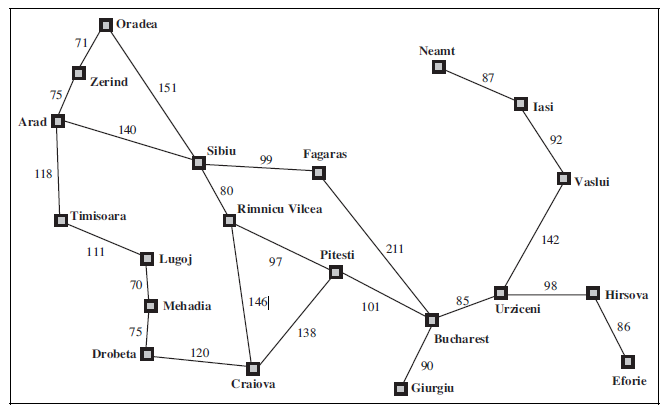 Oradea
Neamt
71
87
Zerind
151
75
Iasi
Arad
140
92
Sibiu
Fagaras
99
118
Vaslui
80
Timisoara
Rimnicu Vilcea
142
111
211
Lugoj
97
Pitesti
70
98
Hirsova
Mehadia
146
101
85
Urziceni
86
75
138
Bucharest
Drobeta
120
90
Craiova
Giurgiu
Eforie